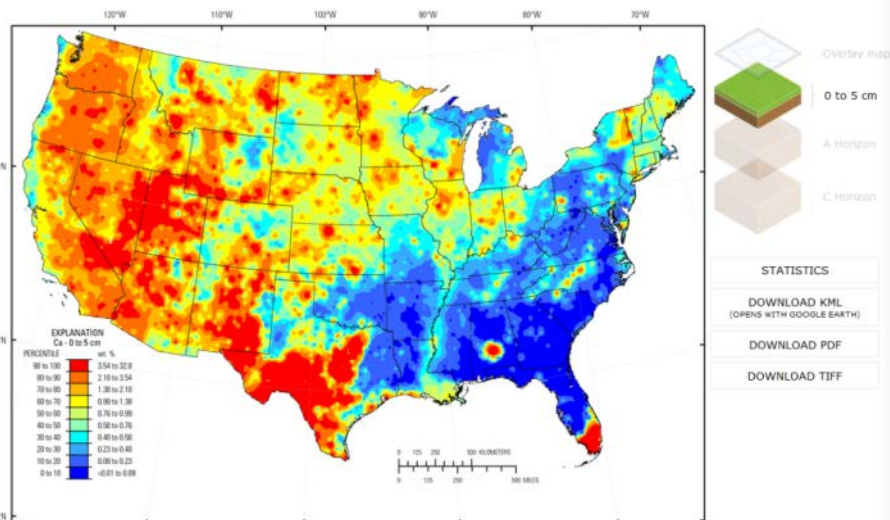 120°W 110°W 100°W 90°W 80°W 70°W
Overlay map
0 to 5 cm
A Horizon
C Horizon
STATISTICS
DOWNLOAD KML
(OPENS WITH GOOGLE EARTH)
DOWNLOAD PDF
DOWNLOAD TIFF
EXPLANATION
Ca - 0 to 5 cm
PERCENTILE wt. %
90 to 100 3.54 to 32.8
80 to 90 2.10 to 3.54
70 to 80 1.38 to 2.10
60 to 70 0.99 to 1.38
50 to 60 0.76 to 0.99
40 to 50 0.58 to 0.76
30 to 40 0.40 to 0.58
20 to 30 0.23 to 0.40
10 to 20 0.09 to 0.23
0 to 10 <0.01 to 0.09
0 125 250 500 KILOMETERS
0 125 250 500 MILES